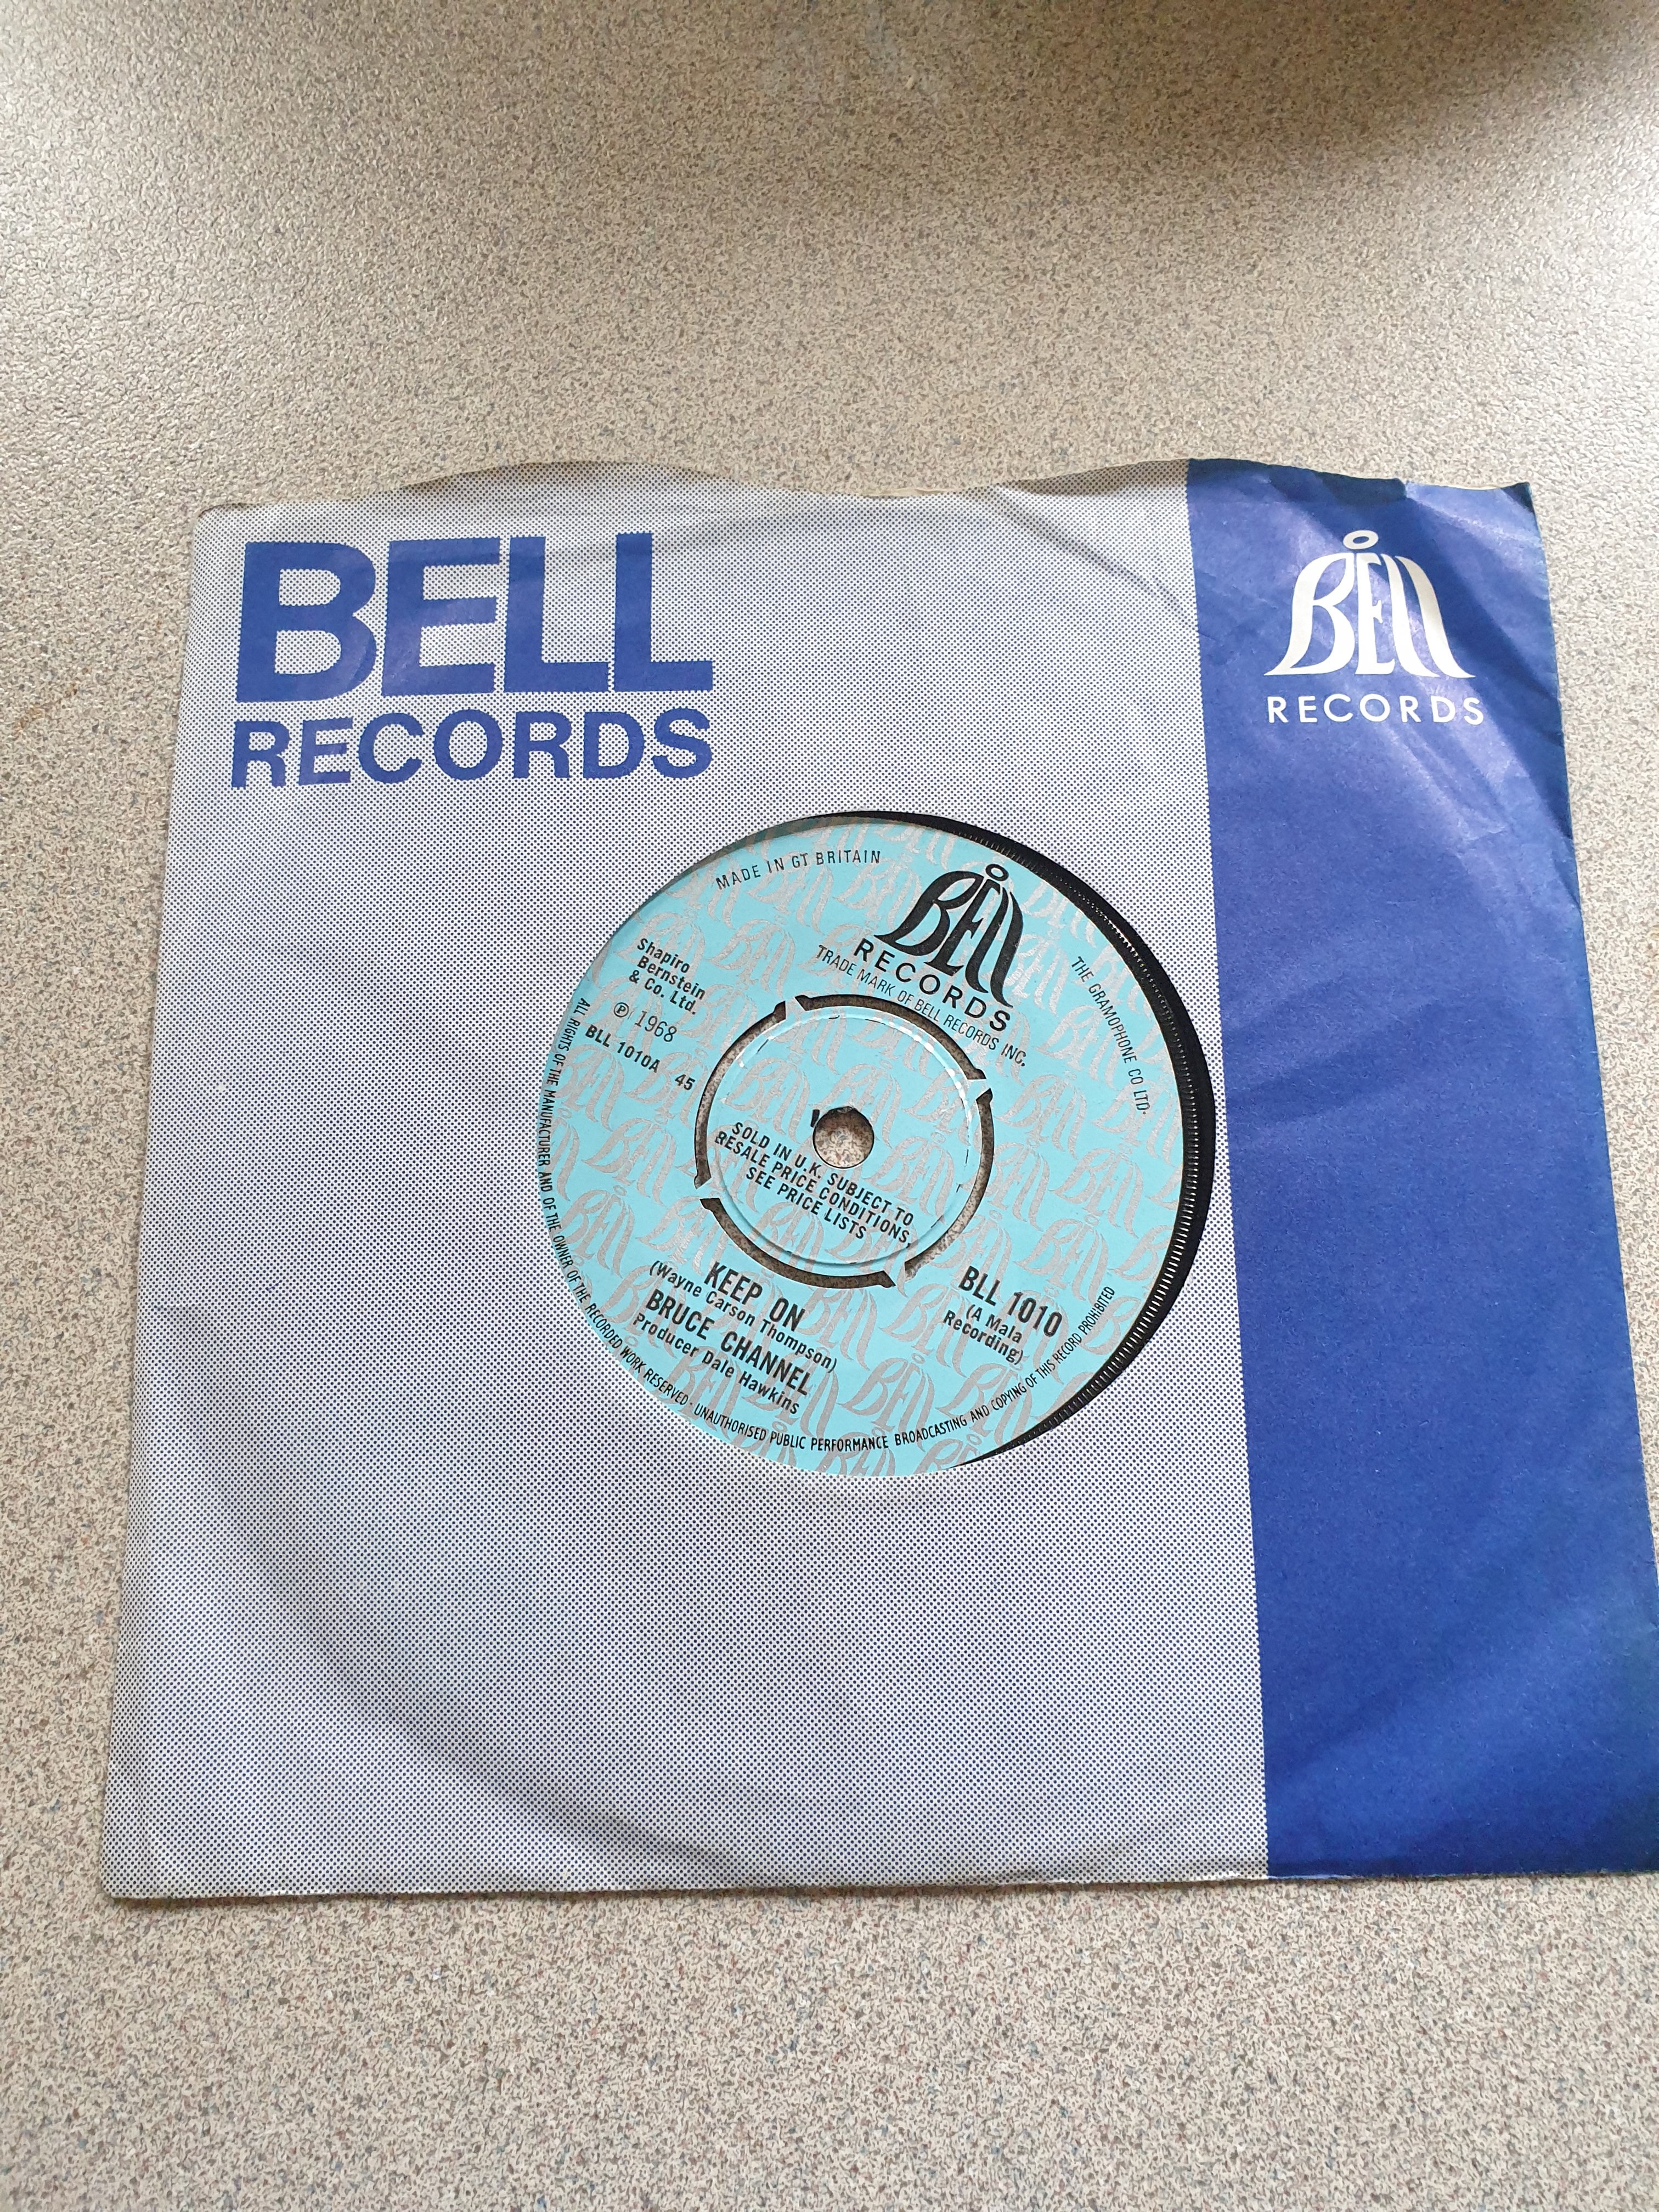 BELL
RECORDS
BELL
RECORDS
MADE IN GT BRITAIN
BELL
RECORDS
TRADE MARK OF BELL RECORDS INC.
THE GRAMOPHONE CO LTD.
Shapiro
Bernstein
& Co. Ltd.
℗ 1968
BLL 1010A 45
SOLD IN U.K. SUBJECT TO
RESALE PRICE CONDITIONS,
SEE PRICE LISTS
KEEP ON
(Wayne Carson Thompson)
BRUCE CHANNEL
Producer Dale Hawkins
BLL 1010
(A Mala
Recording)
ALL RIGHTS OF THE MANUFACTURER AND OF THE OWNER OF THE RECORDED WORK RESERVED · UNAUTHORISED PUBLIC PERFORMANCE BROADCASTING AND COPYING OF THIS RECORD PROHIBITED